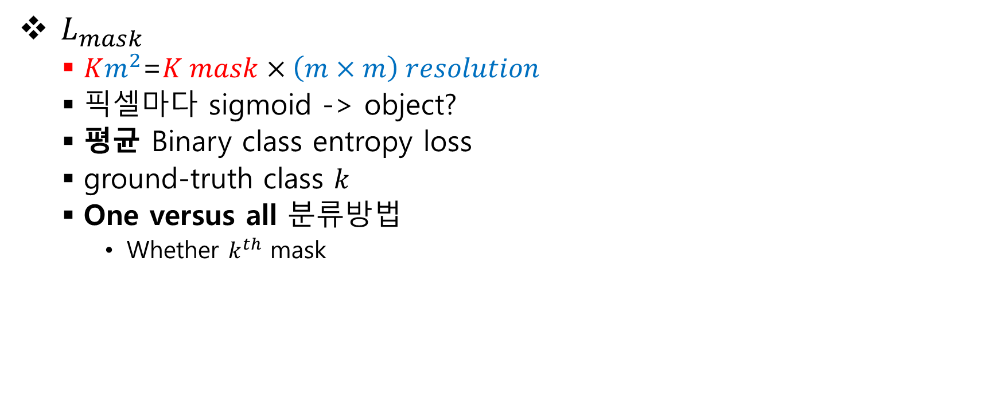 ❖ $L_{mask}$
▪ $Km^2$=$K\ mask \times (m \times m)\ resolution$
▪ 픽셀마다 sigmoid -> object?
▪ 평균 Binary class entropy loss
▪ ground-truth class $k$
▪ One versus all 분류방법
• Whether $k^{th}$ mask